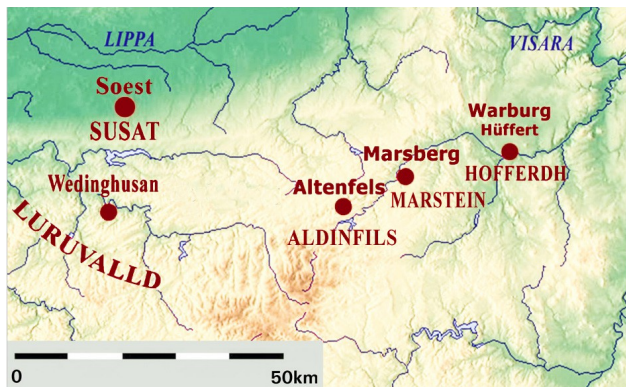 LIPPA
VISARA
Soest
SUSAT
Warburg
Hüffert
HOFFERDH
Marsberg
MARSTEIN
Wedinghusan
Altenfels
ALDINFILS
LURUVALLD
0
50km